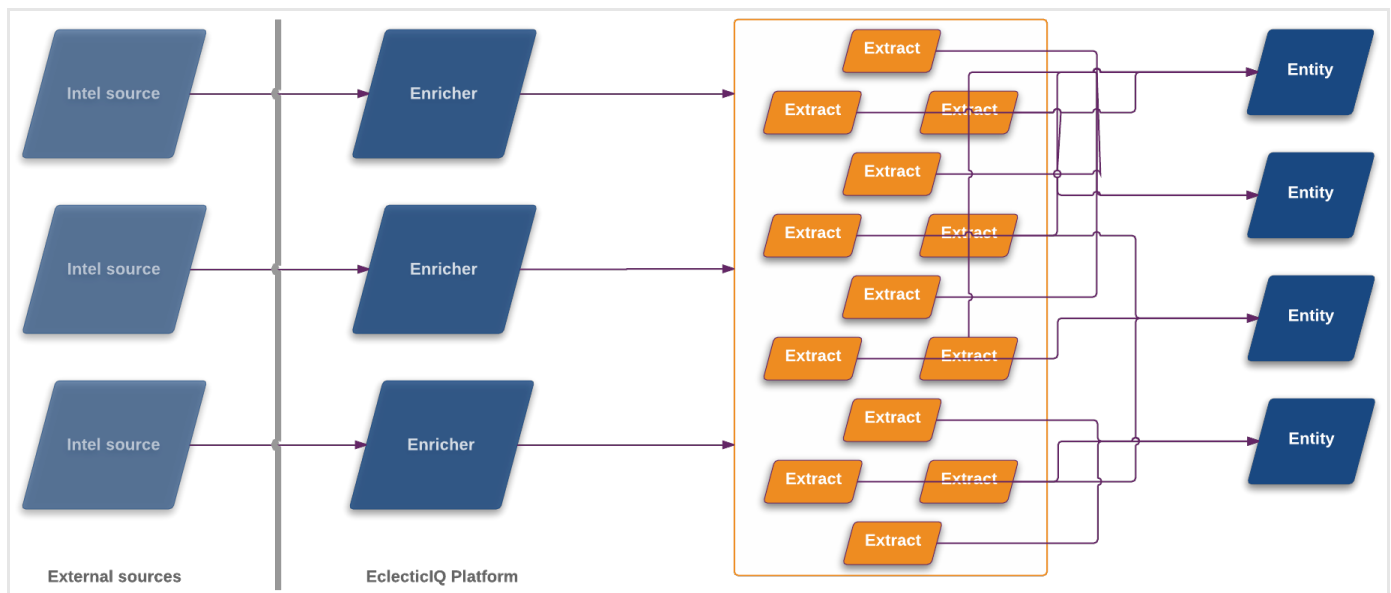 Intel source
Enricher
Intel source
Enricher
Intel source
Enricher
Extract
Extract
Extract
Extract
Extract
Extract
Extract
Extract
Extract
Extract
Extract
Extract
Extract
Entity
Entity
Entity
Entity
External sources
EclecticIQ Platform